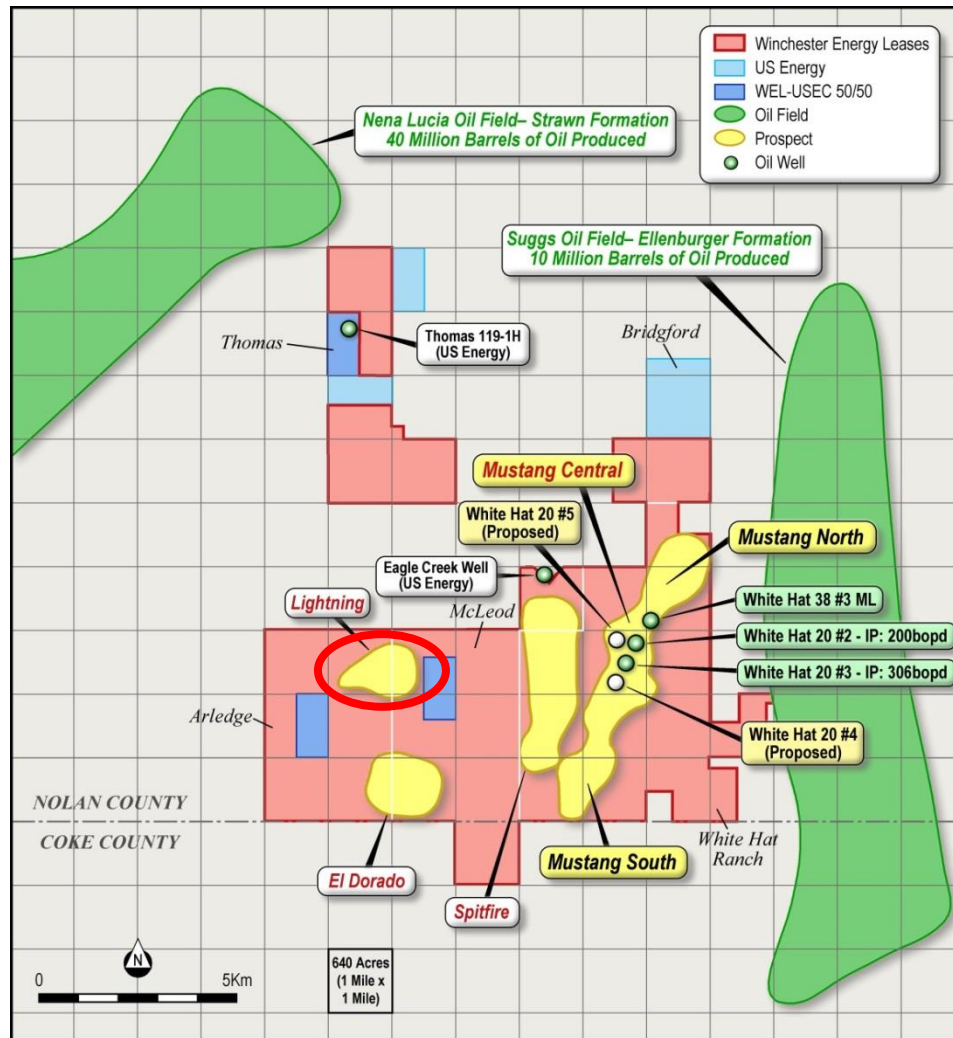 Winchester Energy Leases
US Energy
WEL-USEC 50/50
Oil Field
Prospect
Oil Well
Nena Lucia Oil Field– Strawn Formation
40 Million Barrels of Oil Produced
Suggs Oil Field– Ellenburger Formation
10 Million Barrels of Oil Produced
Thomas
Thomas 119-1H
(US Energy)
Bridgford
Mustang Central
White Hat 20 #5
(Proposed)
Mustang North
Eagle Creek Well
(US Energy)
Lightning
McLeod
White Hat 38 #3 ML
White Hat 20 #2 - IP: 200bopd
White Hat 20 #3 - IP: 306bopd
Arledge
White Hat 20 #4
(Proposed)
NOLAN COUNTY
COKE COUNTY
White Hat
Ranch
El Dorado
Mustang South
Spitfire
N
0
5Km
640 Acres
(1 Mile x
1 Mile)